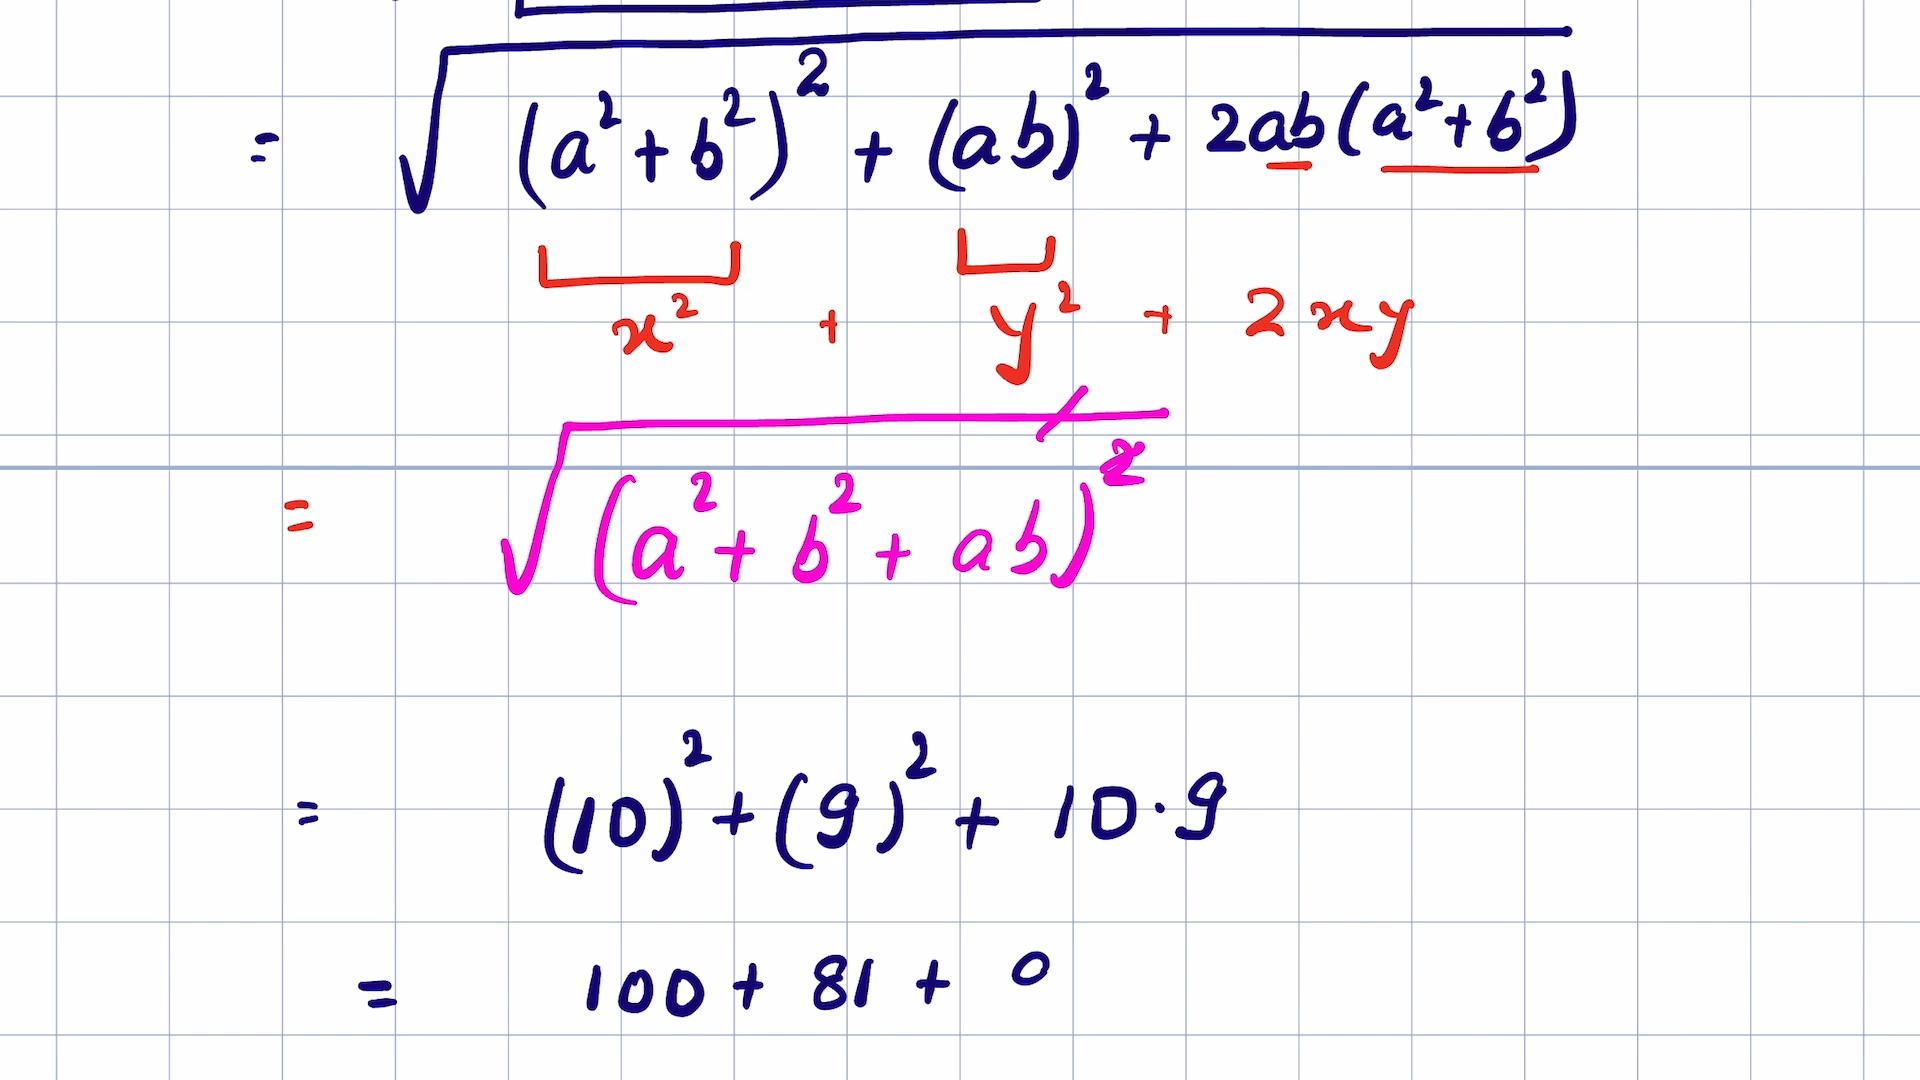 = √(a²+b²)² + (ab)² + 2ab(a²+b²)
x² + y² + 2xy
= √(a²+b²+ab)²
= (10)²+(9)²+ 10·9
= 100 + 81 + 0